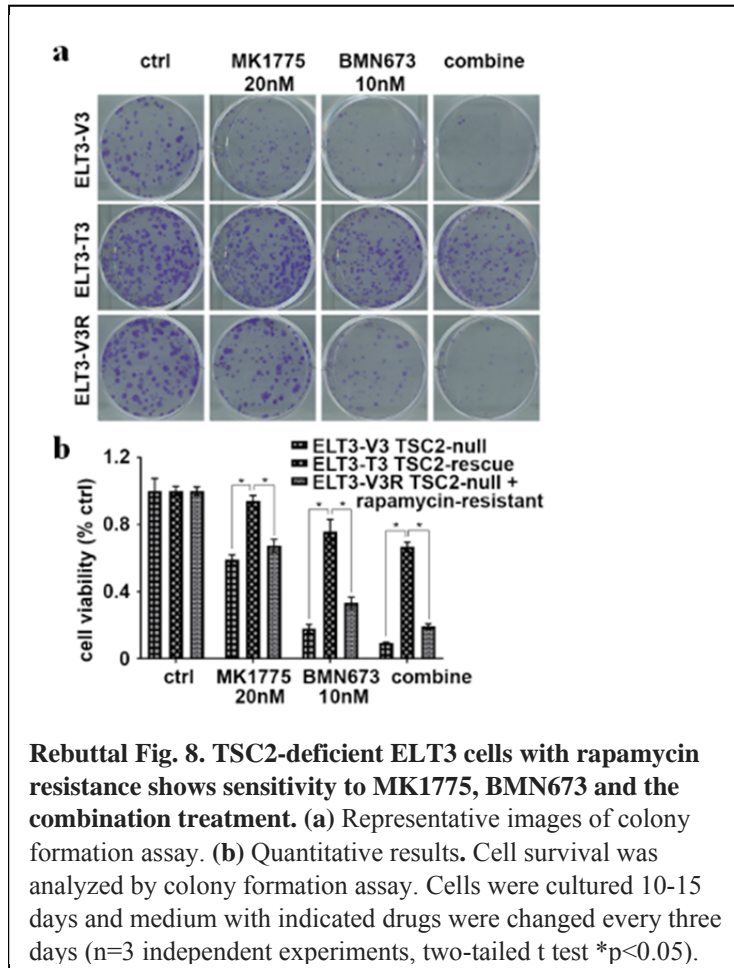 a
ctrl MK1775 BMN673 combine
20nM 10nM
ELT3-V3
ELT3-T3
ELT3-V3R
b
ELT3-V3 TSC2-null
ELT3-T3 TSC2-rescue
ELT3-V3R TSC2-null +
rapamycin-resistant
cell viability (% ctrl)
1.2
0.8
0.4
0
* * * * * *
ctrl MK1775 BMN673 combine
20nM 10nM
Rebuttal Fig. 8. TSC2-deficient ELT3 cells with rapamycin
resistance shows sensitivity to MK1775, BMN673 and the
combination treatment. (a) Representative images of colony
formation assay. (b) Quantitative results. Cell survival was
analyzed by colony formation assay. Cells were cultured 10-15
days and medium with indicated drugs were changed every three
days (n=3 independent experiments, two-tailed t test *p<0.05).